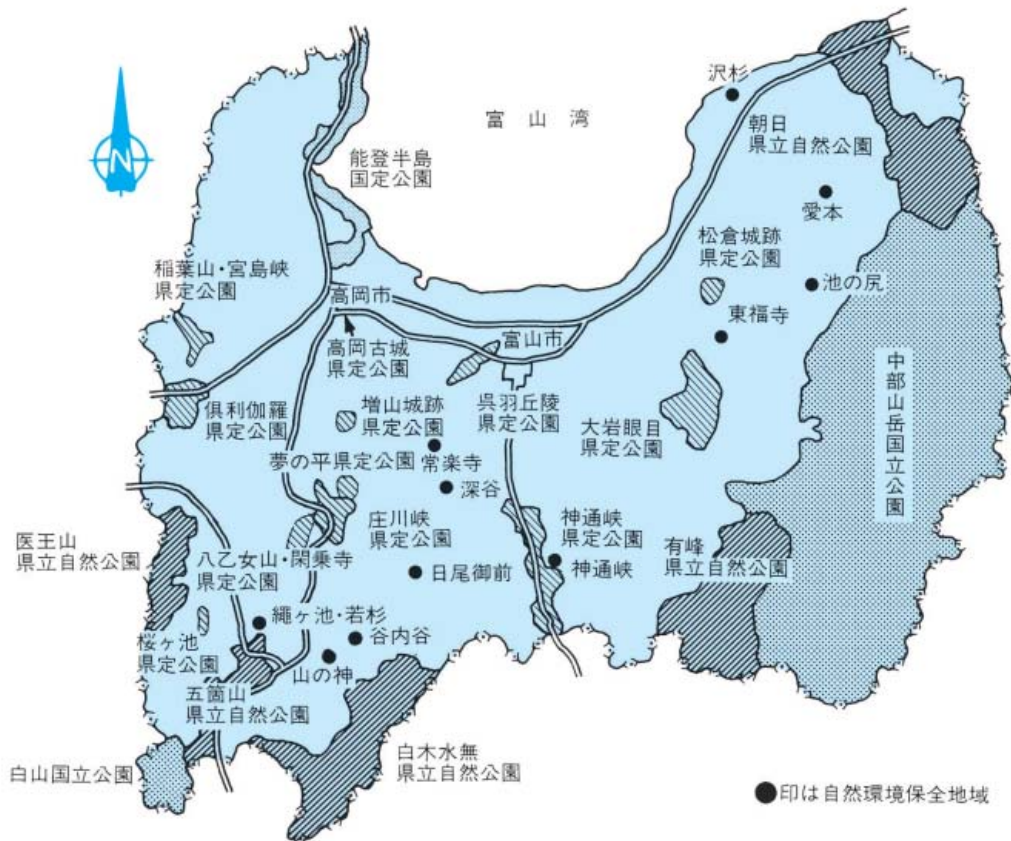 沢杉
富山湾
朝日
県立自然公園
能登半島
国定公園
N
愛本
松倉城跡
県定公園
稲葉山・宮島峡
県定公園
池の尻
高岡市
東福寺
富山市
高岡古城
県定公園
中部山岳国立公園
倶利伽羅
県定公園
増山城跡
県定公園
呉羽丘陵
県定公園
大岩眼目
県定公園
夢の平県定公園
常楽寺
深谷
庄川峡
県定公園
神通峡
県定公園
医王山
県立自然公園
有峰
県立自然公園
八乙女山・閑乗寺
県定公園
日尾御前
神通峡
縄ヶ池・若杉
谷内谷
桜ヶ池
県定公園
山の神
五箇山
県立自然公園
白山国立公園
白木水無
県立自然公園
●印は自然環境保全地域